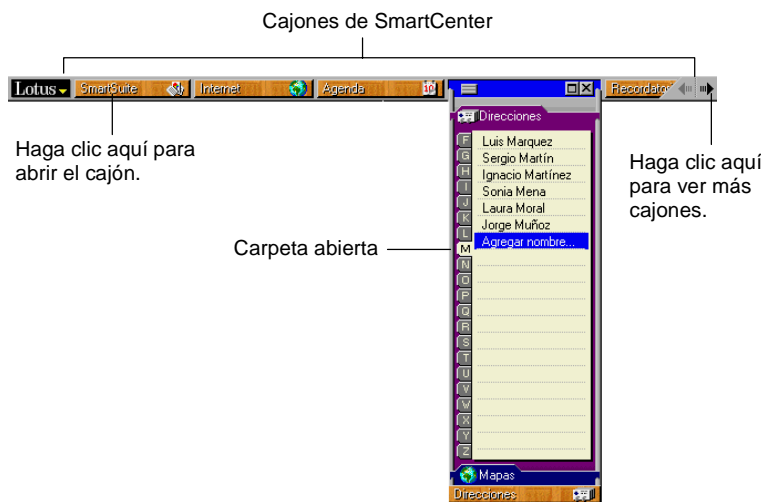 Cajones de SmartCenter
Lotus SmartSuite Internet Agenda 10 Recordatorios
Direcciones
Haga clic aquí para
abrir el cajón.
Haga clic aquí
para ver más
cajones.
Carpeta abierta
F
G
H
I
J
K
L
M
N
O
P
Q
R
S
T
U
V
W
X
Y
Z
Luis Marquez
Sergio Martín
Ignacio Martínez
Sonia Mena
Laura Moral
Jorge Muñoz
Agregar nombre...
Mapas
Direcciones